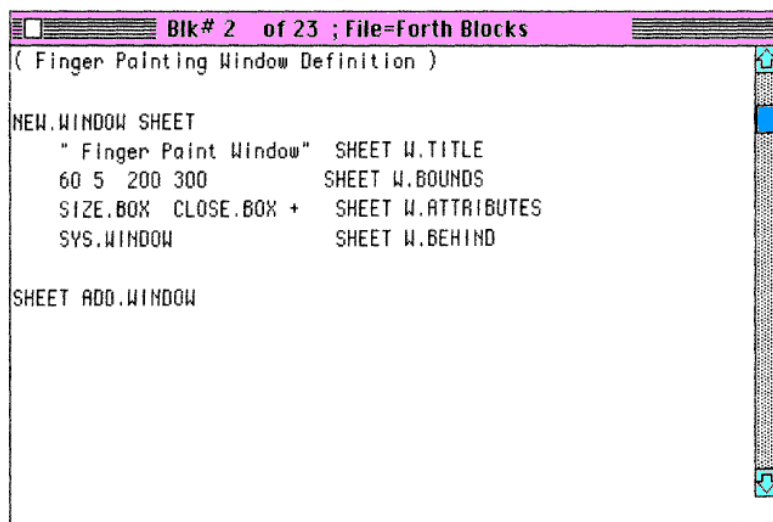 Blk# 2 of 23 ; File=Forth Blocks
( Finger Painting Window Definition )
NEW.WINDOW SHEET
" Finger Paint Window" SHEET W.TITLE
60 5 200 300 SHEET W.BOUNDS
SIZE.BOX CLOSE.BOX + SHEET W.ATTRIBUTES
SYS.WINDOW SHEET W.BEHIND
SHEET ADD.WINDOW